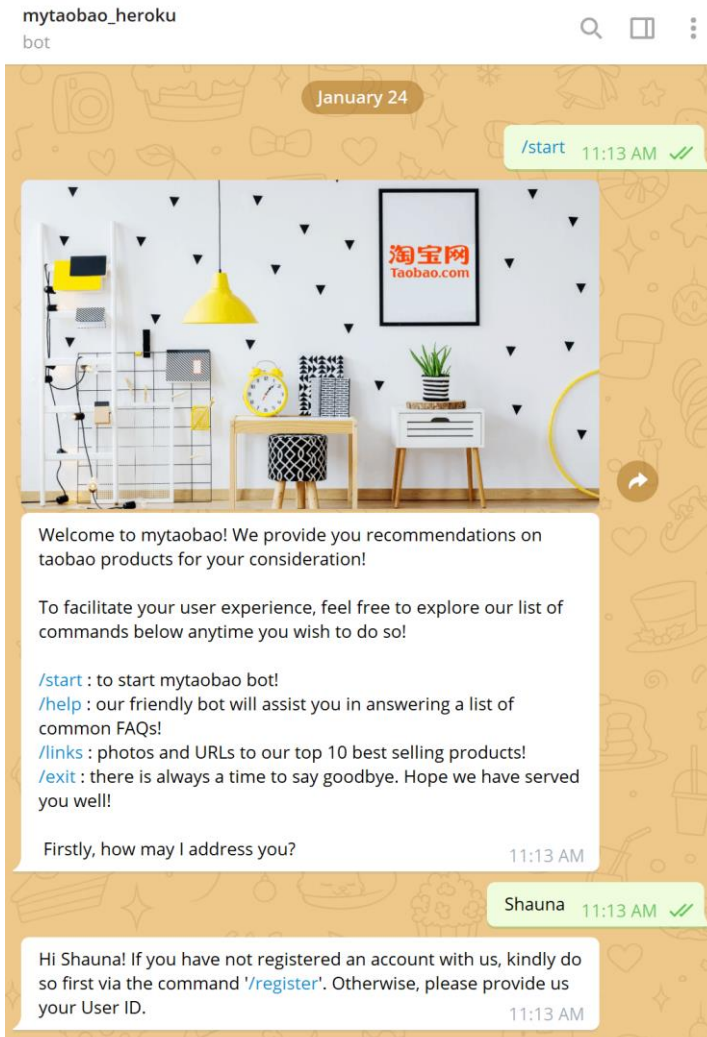 mytaobao_heroku
bot
January 24
/start 11:13 AM
淘宝网
Taobao.com
Welcome to mytaobao! We provide you recommendations on
taobao products for your consideration!
To facilitate your user experience, feel free to explore our list of
commands below anytime you wish to do so!
/start : to start mytaobao bot!
/help : our friendly bot will assist you in answering a list of
common FAQs!
/links : photos and URLs to our top 10 best selling products!
/exit : there is always a time to say goodbye. Hope we have served
you well!
Firstly, how may I address you?
11:13 AM
Shauna 11:13 AM
Hi Shauna! If you have not registered an account with us, kindly do
so first via the command '/register'. Otherwise, please provide us
your User ID.
11:13 AM